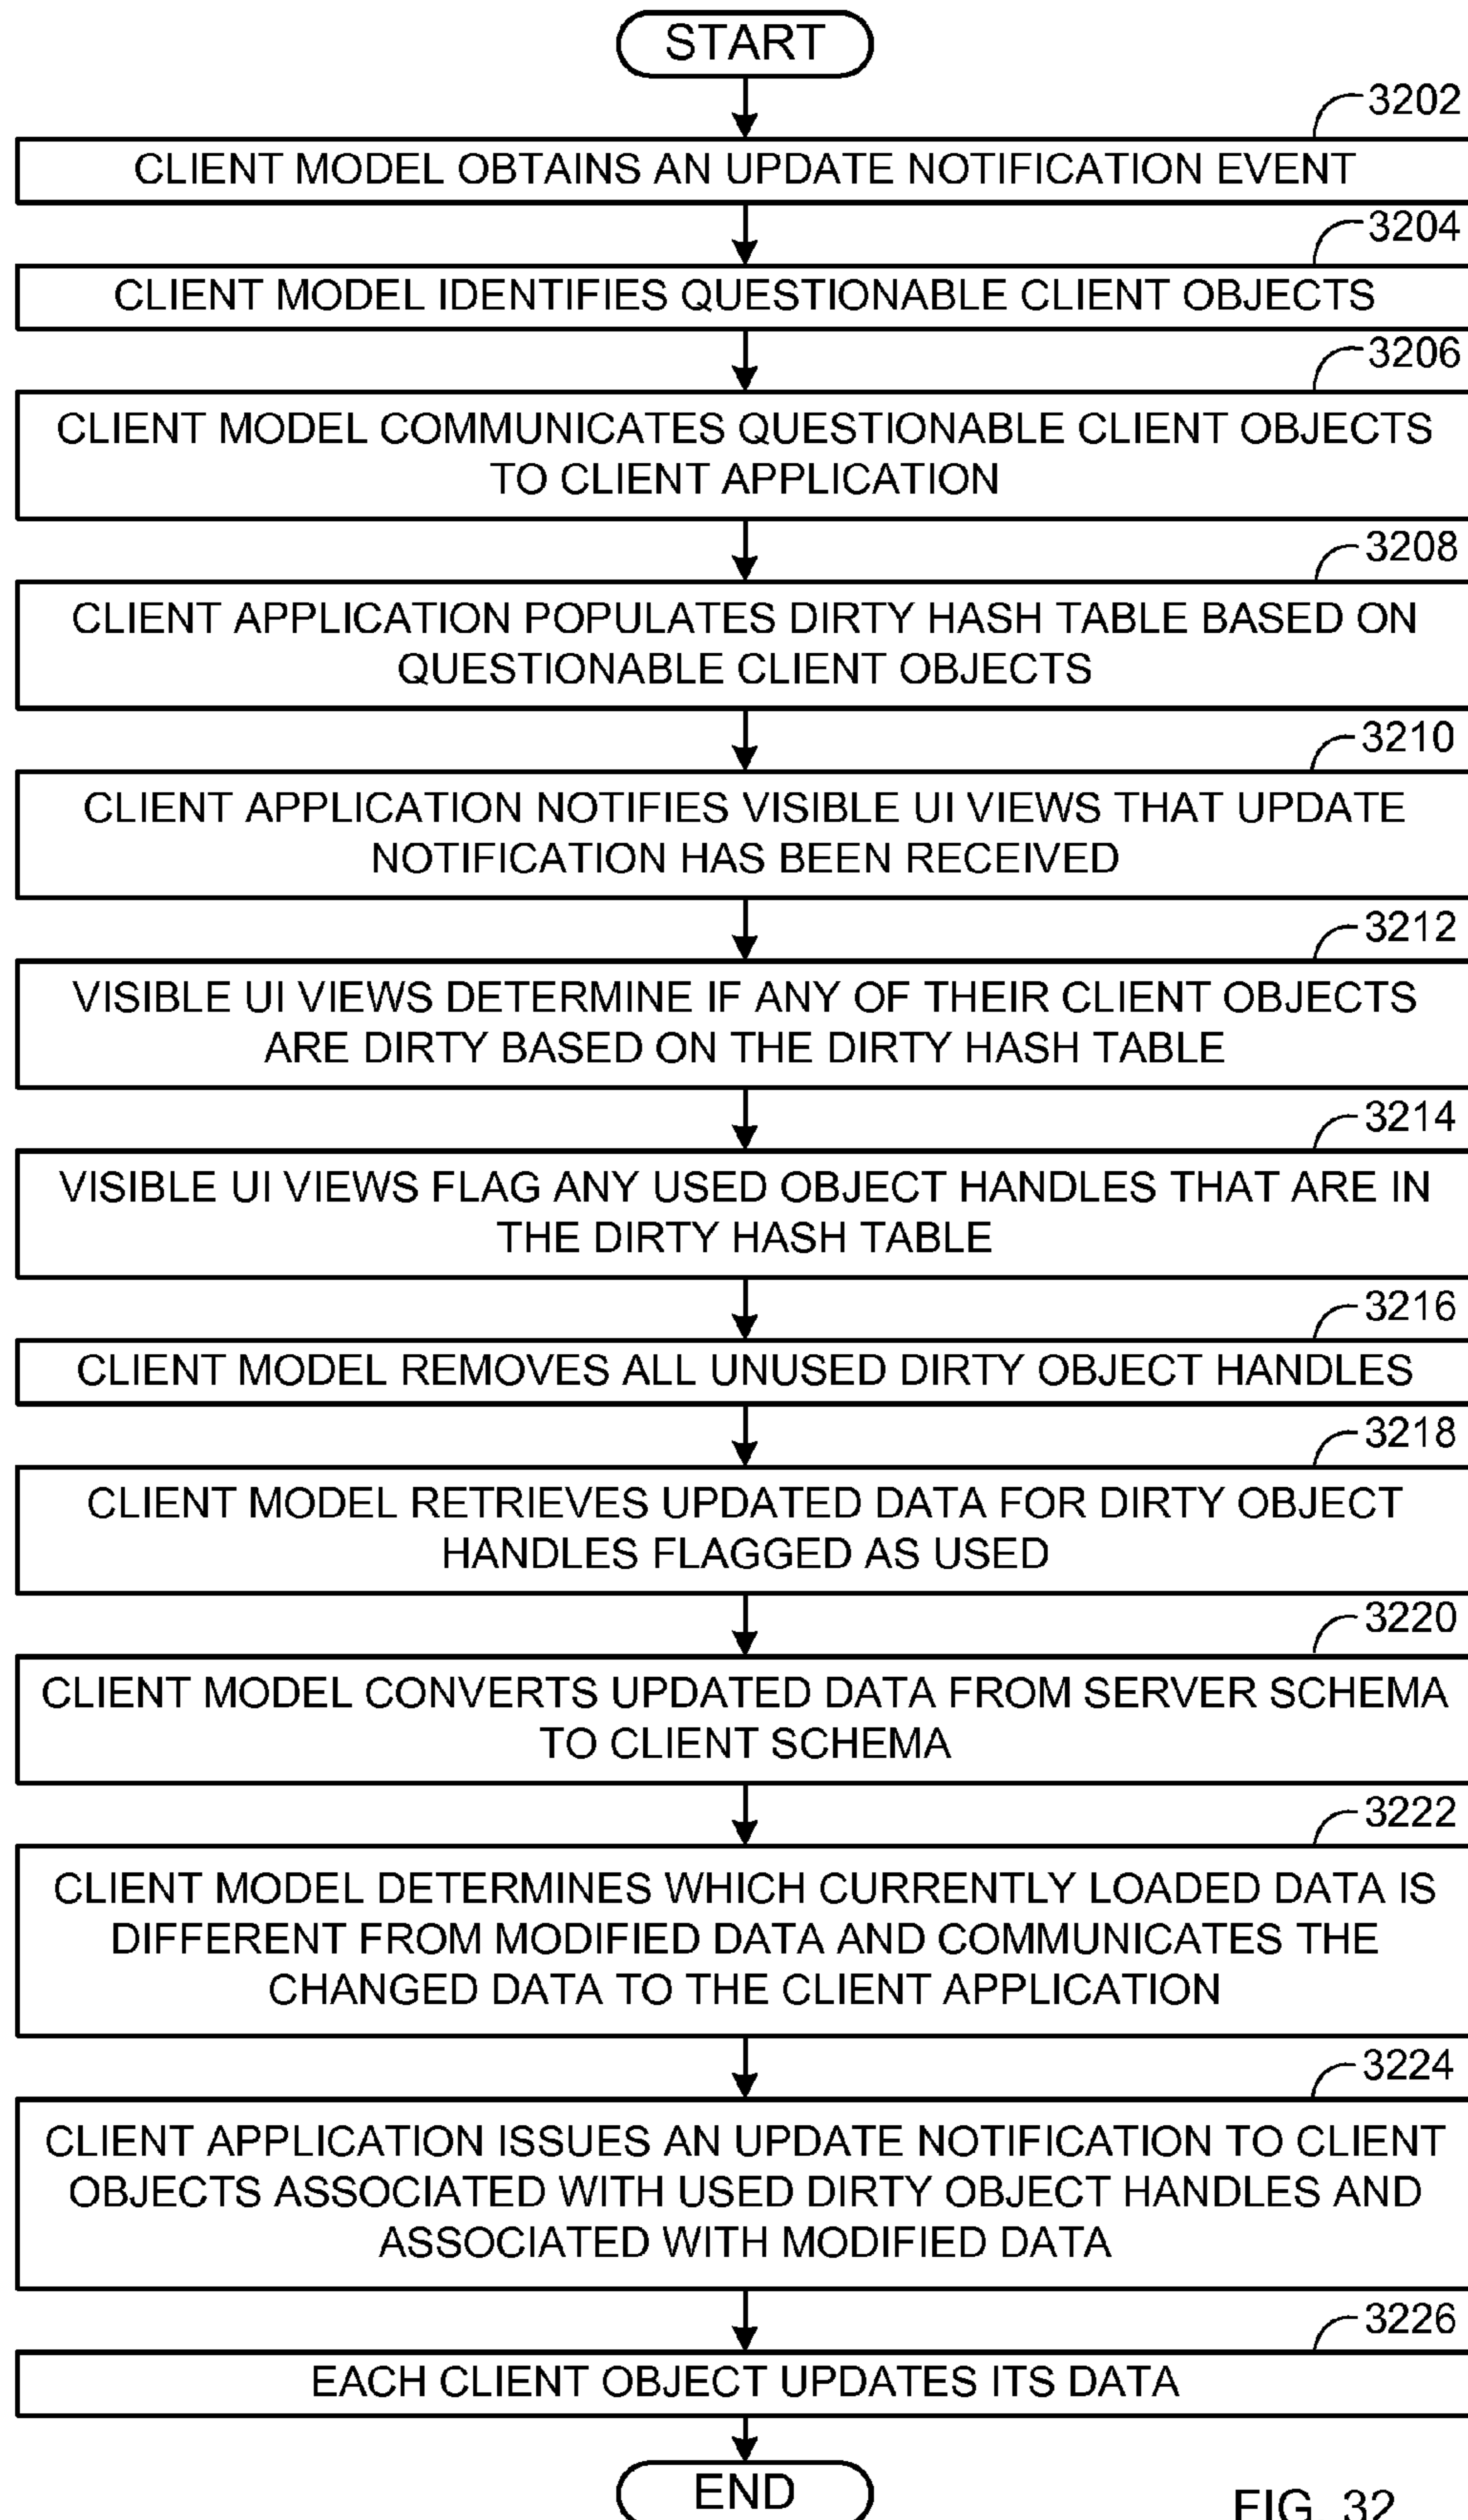 START
3202
CLIENT MODEL OBTAINS AN UPDATE NOTIFICATION EVENT
3204
CLIENT MODEL IDENTIFIES QUESTIONABLE CLIENT OBJECTS
3206
CLIENT MODEL COMMUNICATES QUESTIONABLE CLIENT OBJECTS
TO CLIENT APPLICATION
3208
CLIENT APPLICATION POPULATES DIRTY HASH TABLE BASED ON
QUESTIONABLE CLIENT OBJECTS
3210
CLIENT APPLICATION NOTIFIES VISIBLE UI VIEWS THAT UPDATE
NOTIFICATION HAS BEEN RECEIVED
3212
VISIBLE UI VIEWS DETERMINE IF ANY OF THEIR CLIENT OBJECTS
ARE DIRTY BASED ON THE DIRTY HASH TABLE
3214
VISIBLE UI VIEWS FLAG ANY USED OBJECT HANDLES THAT ARE IN
THE DIRTY HASH TABLE
3216
CLIENT MODEL REMOVES ALL UNUSED DIRTY OBJECT HANDLES
3218
CLIENT MODEL RETRIEVES UPDATED DATA FOR DIRTY OBJECT
HANDLES FLAGGED AS USED
3220
CLIENT MODEL CONVERTS UPDATED DATA FROM SERVER SCHEMA
TO CLIENT SCHEMA
3222
CLIENT MODEL DETERMINES WHICH CURRENTLY LOADED DATA IS
DIFFERENT FROM MODIFIED DATA AND COMMUNICATES THE
CHANGED DATA TO THE CLIENT APPLICATION
3224
CLIENT APPLICATION ISSUES AN UPDATE NOTIFICATION TO CLIENT
OBJECTS ASSOCIATED WITH USED DIRTY OBJECT HANDLES AND
ASSOCIATED WITH MODIFIED DATA
3226
EACH CLIENT OBJECT UPDATES ITS DATA
END
FIG. 32